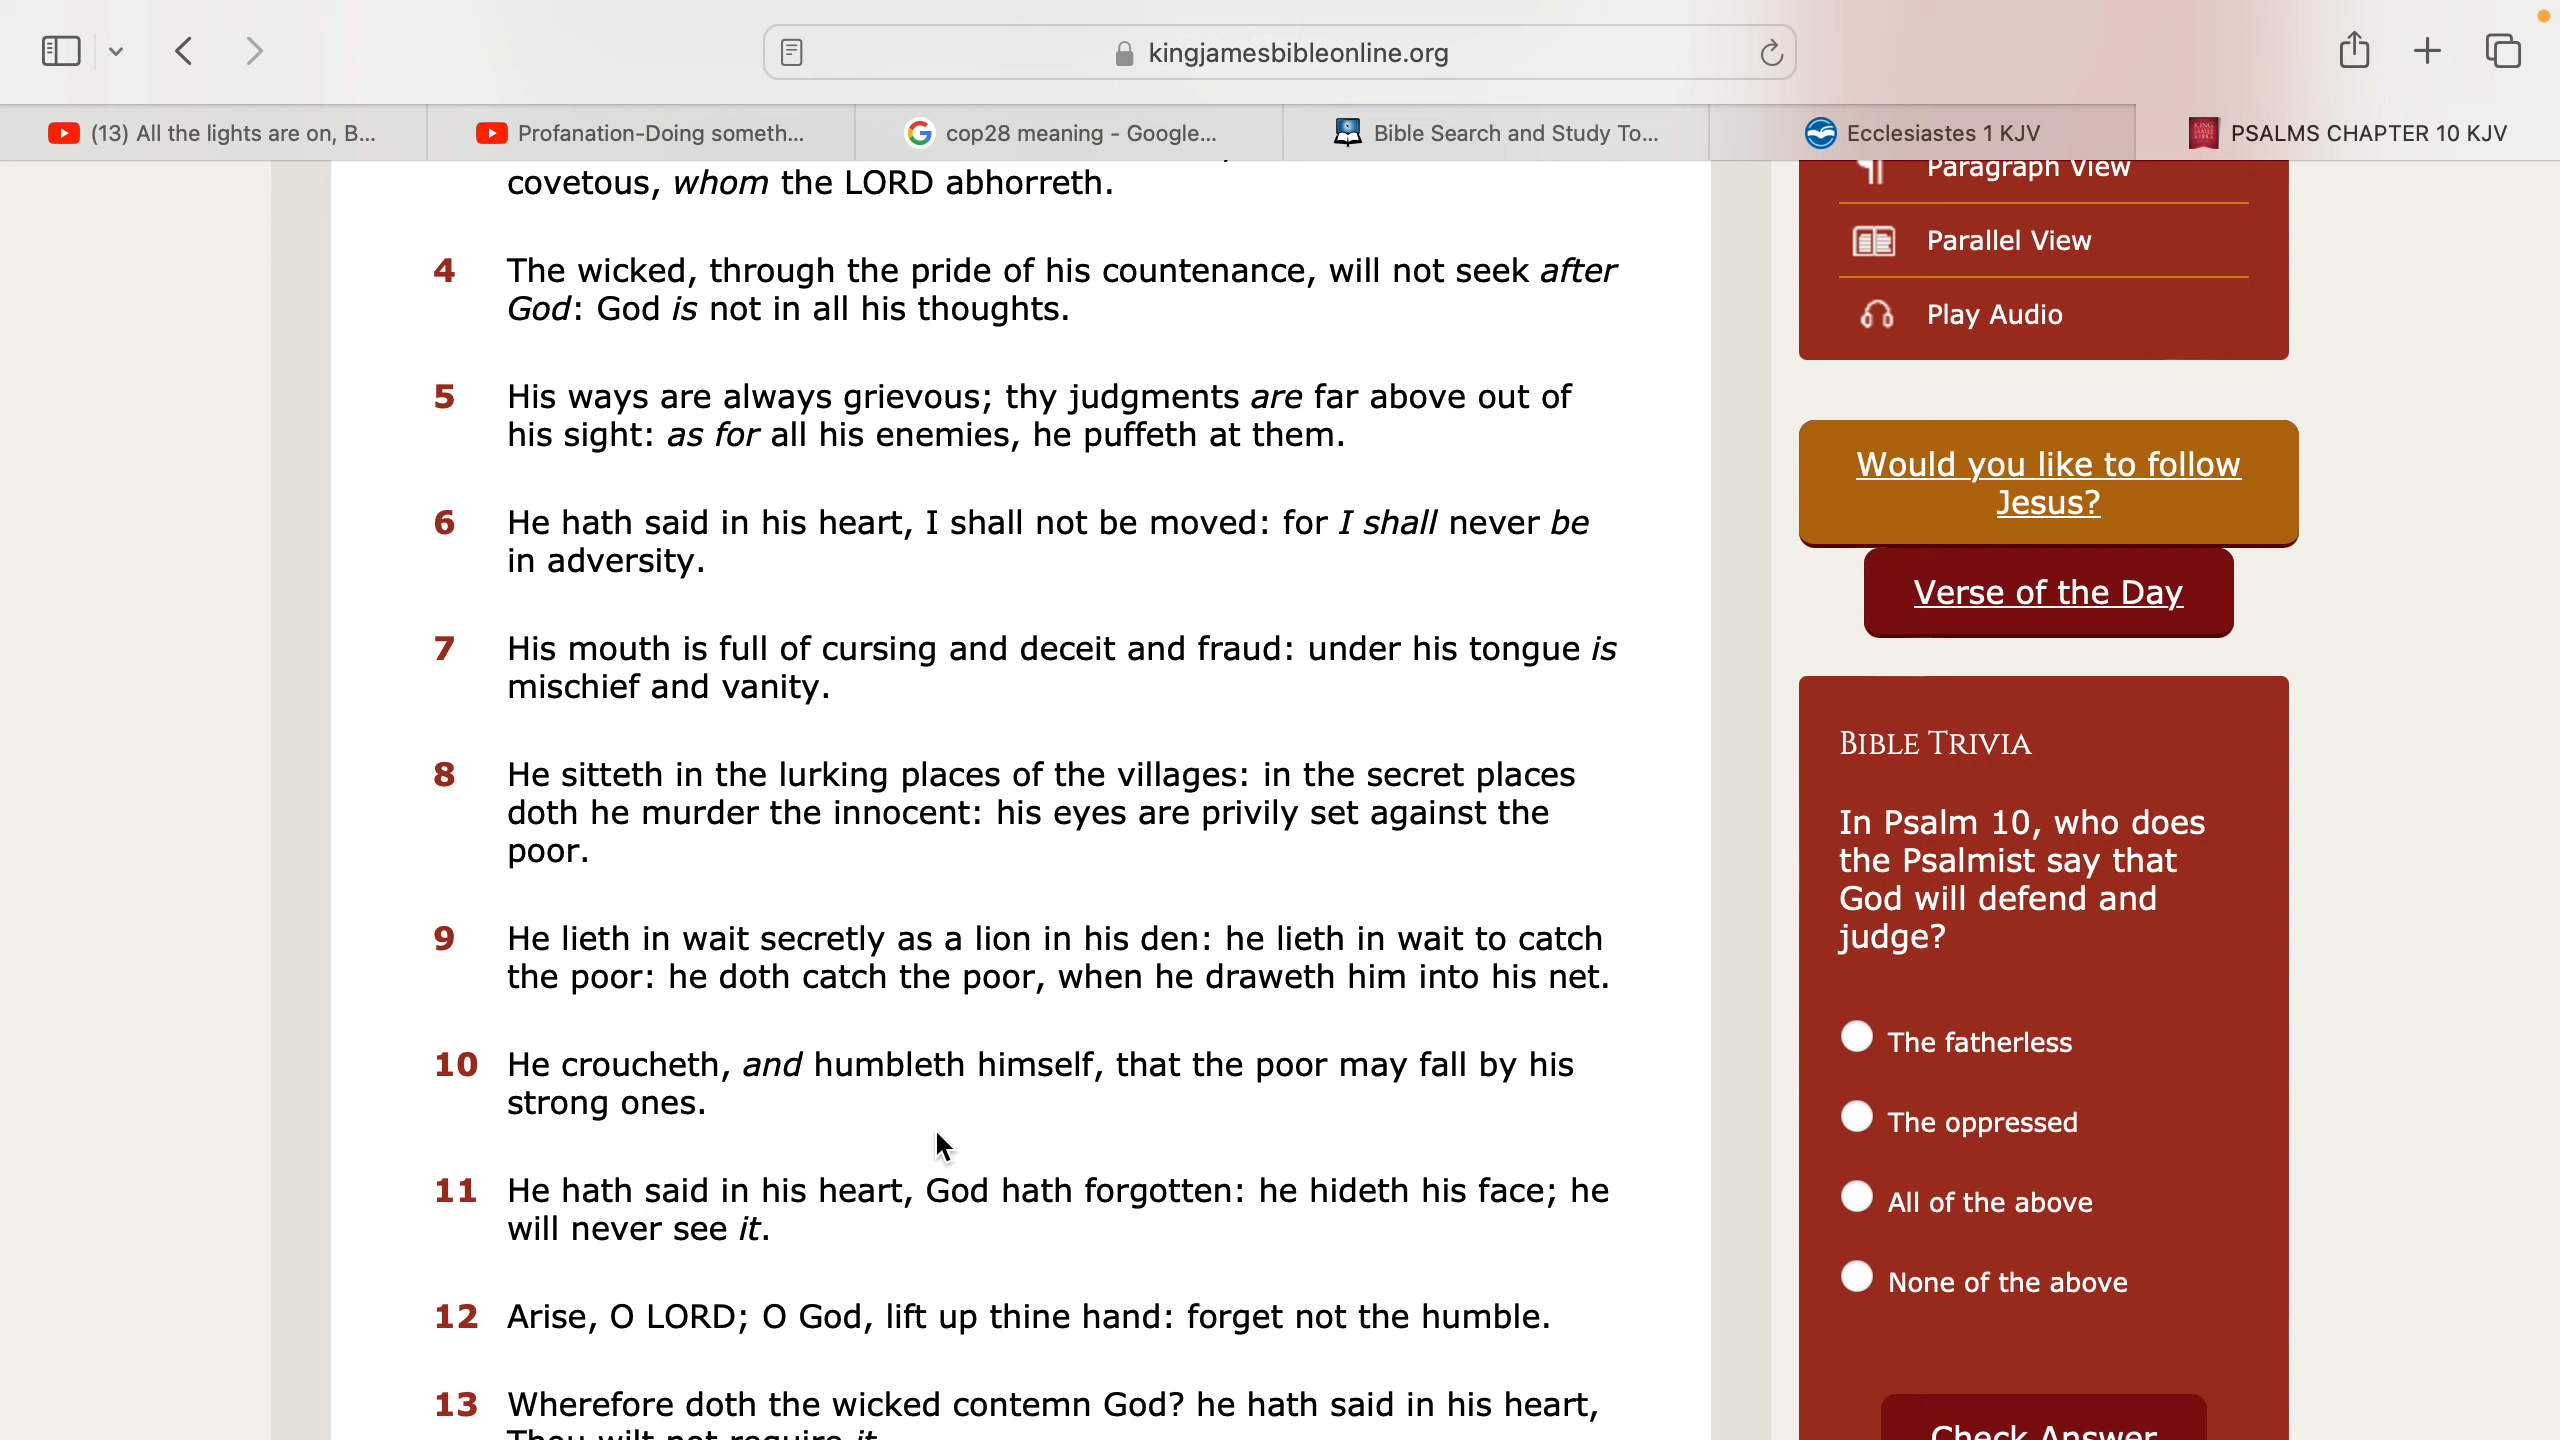 kingjamesbibleonline.org
(13) All the lights are on, B...
Profanation-Doing someth...
cop28 meaning - Google...
Bible Search and Study To...
Ecclesiastes 1 KJV
PSALMS CHAPTER 10 KJV
covetous, whom the LORD abhorreth.
4 The wicked, through the pride of his countenance, will not seek after
God: God is not in all his thoughts.
5 His ways are always grievous; thy judgments are far above out of
his sight: as for all his enemies, he puffeth at them.
6 He hath said in his heart, I shall not be moved: for I shall never be
in adversity.
7 His mouth is full of cursing and deceit and fraud: under his tongue is
mischief and vanity.
8 He sitteth in the lurking places of the villages: in the secret places
doth he murder the innocent: his eyes are privily set against the
poor.
9 He lieth in wait secretly as a lion in his den: he lieth in wait to catch
the poor: he doth catch the poor, when he draweth him into his net.
10 He croucheth, and humbleth himself, that the poor may fall by his
strong ones.
11 He hath said in his heart, God hath forgotten: he hideth his face; he
will never see it.
12 Arise, O LORD; O God, lift up thine hand: forget not the humble.
13 Wherefore doth the wicked contemn God? he hath said in his heart,
Thou wilt not require it
Paragraph View
Parallel View
Play Audio
Would you like to follow
Jesus?
Verse of the Day
BIBLE TRIVIA
In Psalm 10, who does
the Psalmist say that
God will defend and
judge?
The fatherless
The oppressed
All of the above
None of the above
Check Answer